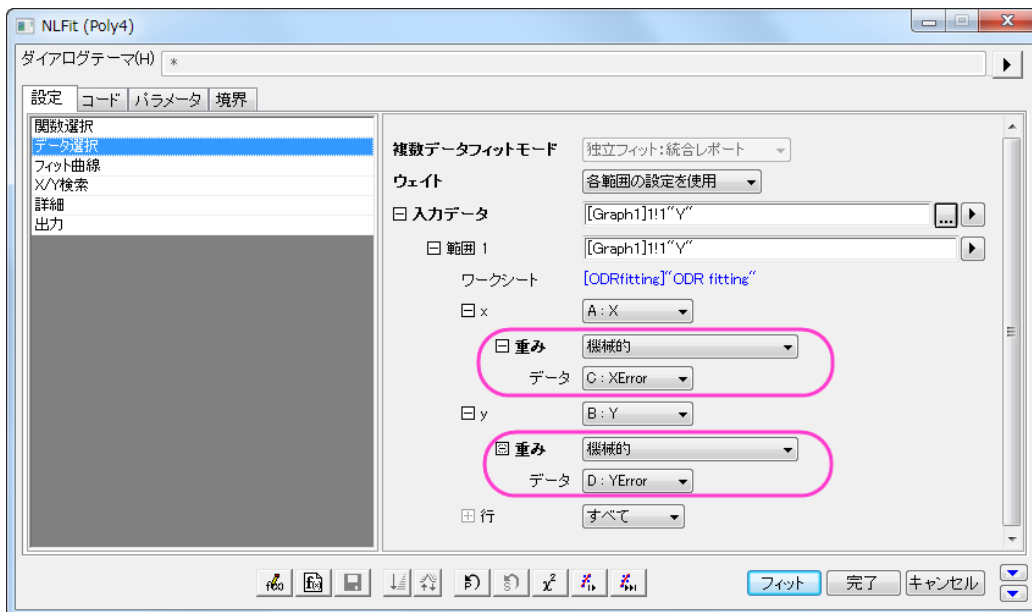 NLFit (Poly4)
ダイアログテーマ(H) *
設定 コード パラメータ 境界
関数選択
データ選択
フィット曲線
X/Y検索
詳細
出力
複数データフィットモード 独立フィット:統合レポート
ウェイト 各範囲の設定を使用
入力データ [Graph1]1!1"Y" ...
範囲 1 [Graph1]1!1"Y"
ワークシート [ODRfitting]"ODR fitting"
x A : X
重み 機械的
データ C : XError
y B : Y
重み 機械的
データ D : YError
行 すべて
χ² フィット 完了 キャンセル